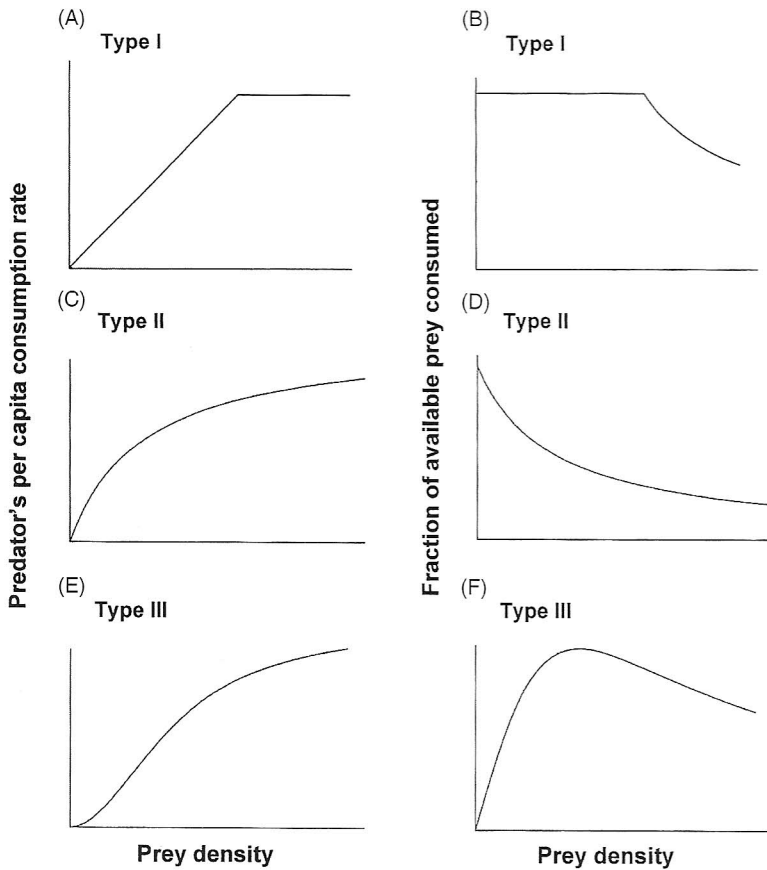 (A)
Type I
(B)
Type I
Predator's per capita consumption rate
Fraction of available prey consumed
(C)
Type II
(D)
Type II
(E)
Type III
(F)
Type III
Prey density
Prey density